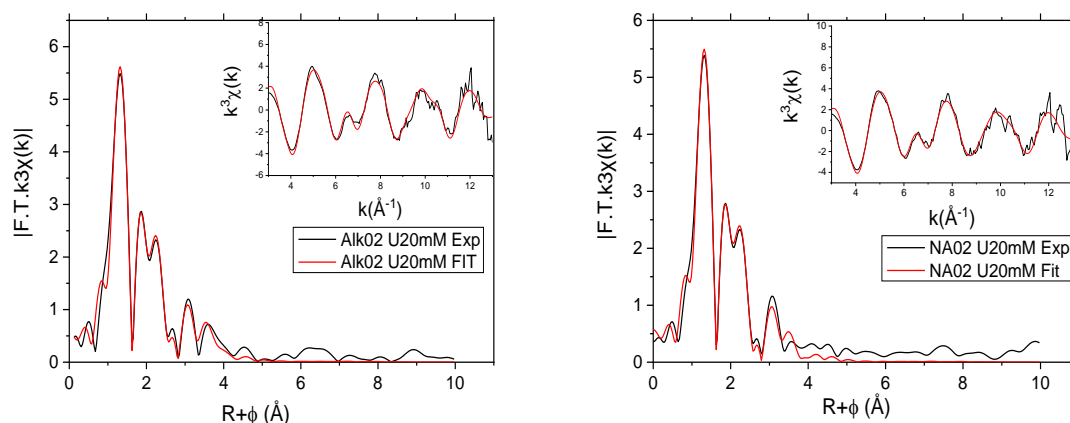 |F.T.k3χ(k)|
6
5
4
3
2
1
0
0 2 4 6 8 10
R+ϕ (Å)
k³χ(k)
8
6
4
2
0
-2
-4
-6
4 6 8 10 12
k(Å⁻¹)
Alk02 U20mM Exp
Alk02 U20mM FIT
|F.T.k3χ(k)|
6
5
4
3
2
1
0
0 2 4 6 8 10
R+ϕ (Å)
k³χ(k)
10
8
6
4
2
0
-2
-4
4 6 8 10 12
k(Å⁻¹)
NA02 U20mM Exp
NA02 U20mM Fit